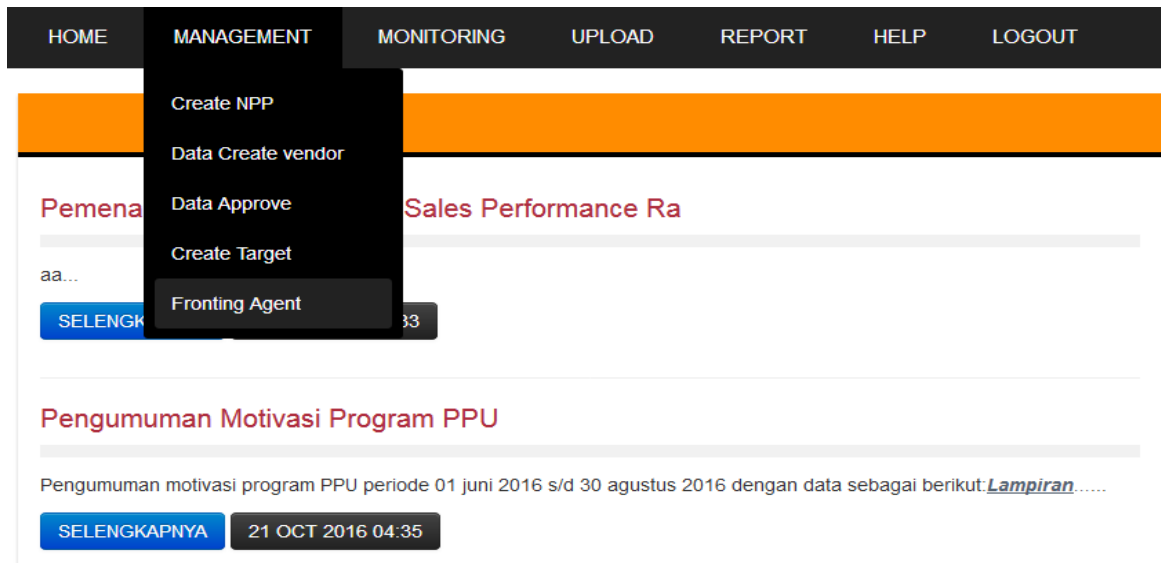 HOME MANAGEMENT MONITORING UPLOAD REPORT HELP LOGOUT
Create NPP
Data Create vendor
Data Approve
Create Target
Fronting Agent
Sales Performance Ra
aa...
33
Pengumuman Motivasi Program PPU
Pengumuman motivasi program PPU periode 01 juni 2016 s/d 30 agustus 2016 dengan data sebagai berikut:Lampiran......
SELENGKAPNYA 21 OCT 2016 04:35